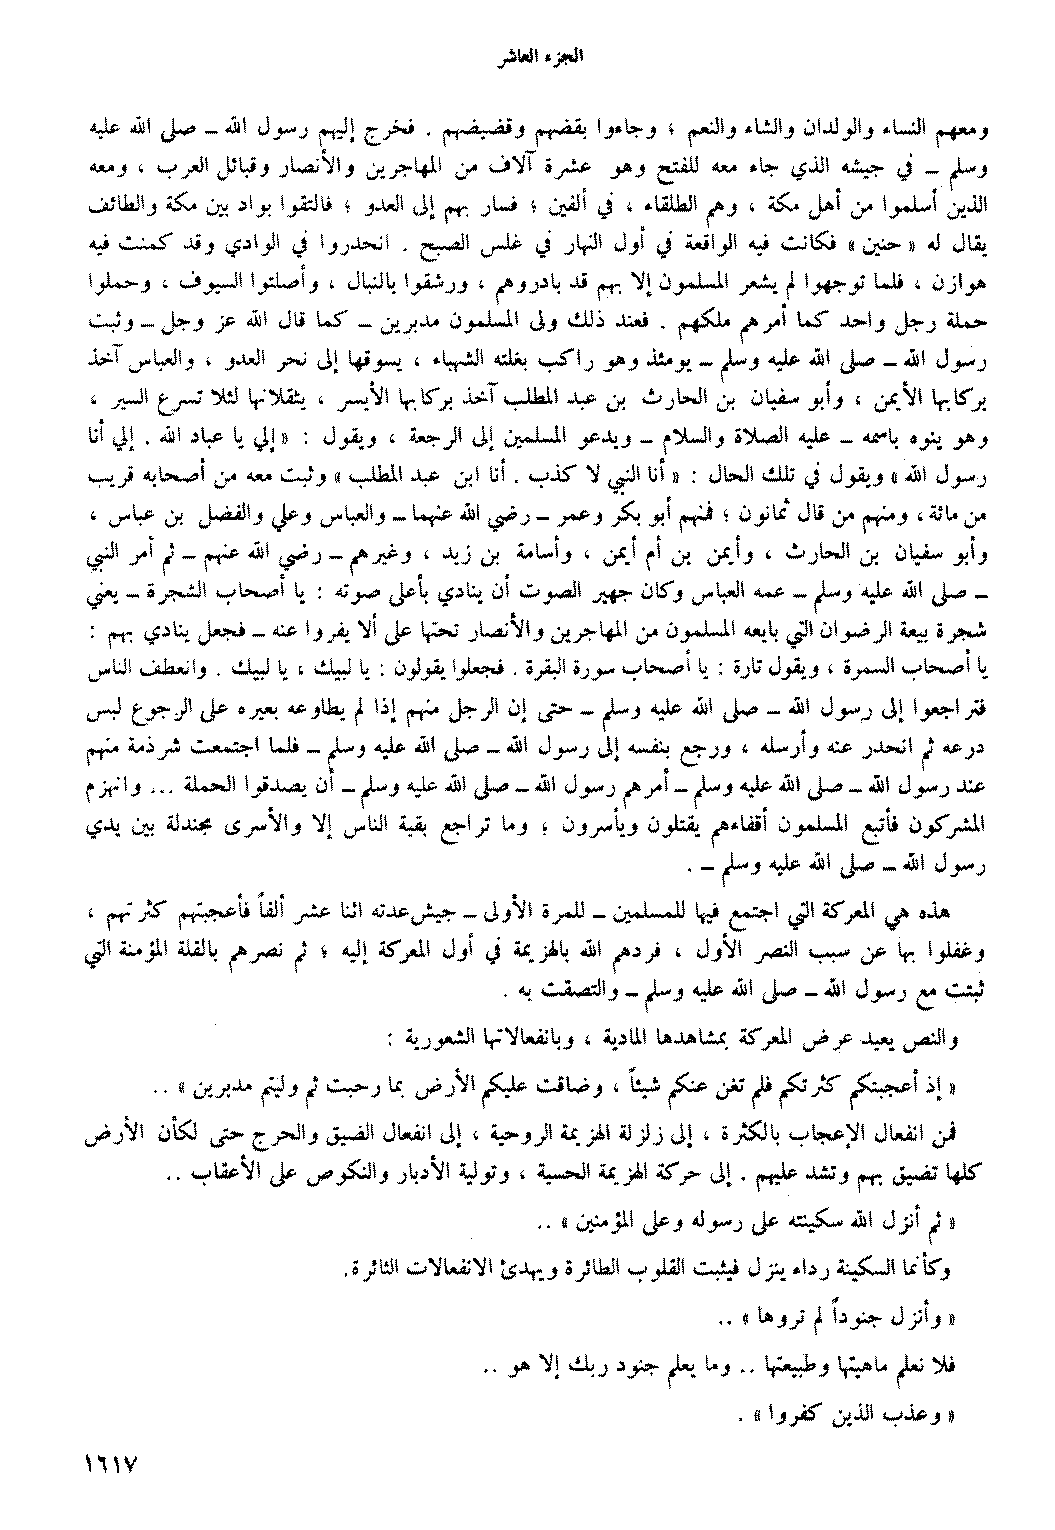 الجزء العاشر
ومعهم النساء والولدان والشاء والنعم ؛ وجاءوا بقضهم وقضيضهم . فخرج إليهم رسول الله – صلى الله عليه
وسلم – في جيشه الذي جاء معه للفتح وهو عشرة آلاف من المهاجرين والأنصار وقبائل العرب ، ومعه
الذين أسلموا من أهل مكة ، وهم الطلقاء ، في ألفين ؛ فسار بهم إلى العدو ؛ فالتقوا بواد بين مكة والطائف
يقال له « حنين » فكانت فيه الواقعة في أول النهار في غلس الصبح . انحدروا في الوادي وقد كمنت فيه
هوازن ، فلما توجهوا لم يشعر المسلمون إلا بهم قد بادروهم ، ورشقوا بالنبال ، وأصلتوا السيوف ، وحملوا
حملة رجل واحد كما أمرهم ملكهم . فعند ذلك ولى المسلمون مدبرين – كما قال الله عز وجل – وثبت
رسول الله – صلى الله عليه وسلم – يومئذ وهو راكب بغلته الشهباء ، يسوقها إلى نحر العدو ، والعباس آخذ
بركابها الأيمن ، وأبو سفيان بن الحارث بن عبد المطلب آخذ بركابها الأيسر ، يثقلانها لئلا تسرع السير ،
وهو ينوه باسمه – عليه الصلاة والسلام – ويدعو المسلمين إلى الرجعة ، ويقول : « إلي يا عباد الله . إلي أنا
رسول الله » ويقول في تلك الحال : « أنا النبي لا كذب . أنا ابن عبد المطلب » وثبت معه من أصحابه قريب
من مائة ، ومنهم من قال ثمانون ؛ فمنهم أبو بكر وعمر – رضي الله عنهما – والعباس وعلي والفضل بن عباس ،
وأبو سفيان بن الحارث ، وأيمن بن أم أيمن ، وأسامة بن زيد ، وغيرهم – رضي الله عنهم – ثم أمر النبي
– صلى الله عليه وسلم – عمه العباس وكان جهير الصوت أن ينادي بأعلى صوته : يا أصحاب الشجرة – يعني
شجرة بيعة الرضوان التي بايعه المسلمون من المهاجرين والأنصار تحتها على ألا يفروا عنه – فجعل ينادي بهم :
يا أصحاب السمرة ، ويقول تارة : يا أصحاب سورة البقرة . فجعلوا يقولون : يا لبيك ، يا لبيك . وانعطف الناس
فتراجعوا إلى رسول الله – صلى الله عليه وسلم – حتى إن الرجل منهم إذا لم يطاوعه بعيره على الرجوع لبس
درعه ثم انحدر عنه وأرسله ، ورجع بنفسه إلى رسول الله – صلى الله عليه وسلم – فلما اجتمعت شرذمة منهم
عند رسول الله – صلى الله عليه وسلم – أمرهم رسول الله – صلى الله عليه وسلم – أن يصدقوا الحملة ... وانهزم
المشركون فأتبع المسلمون أقفاءهم يقتلون ويأسرون ؛ وما تراجع بقية الناس إلا والأسرى مجندلة بين يدي
رسول الله – صلى الله عليه وسلم – .
هذه هي المعركة التي اجتمع فيها للمسلمين – للمرة الأولى – جيش عدته اثنا عشر ألفاً فأعجبتهم كثرتهم ،
وغفلوا بها عن سبب النصر الأول ، فردهم الله بالهزيمة في أول المعركة إليه ؛ ثم نصرهم بالقلة المؤمنة التي
ثبتت مع رسول الله – صلى الله عليه وسلم – والتصقت به .
والنص يعيد عرض المعركة بمشاهدها المادية ، وبانفعالاتها الشعورية :
« إذ أعجبتكم كثرتكم فلم تغن عنكم شيئاً ، وضاقت عليكم الأرض بما رحبت ثم وليتم مدبرين » ..
فمن انفعال الإعجاب بالكثرة ، إلى زلزلة الهزيمة الروحية ، إلى انفعال الضيق والحرج حتى لكأن الأرض
كلها تضيق بهم وتشد عليهم . إلى حركة الهزيمة الحسية ، وتولية الأدبار والنكوص على الأعقاب ..
« ثم أنزل الله سكينته على رسوله وعلى المؤمنين » ..
وكأنما السكينة رداء ينزل فيثبت القلوب الطائرة ويهدئ الانفعالات الثائرة.
« وأنزل جنوداً لم تروها » ..
فلا نعلم ماهيتها وطبيعتها .. وما يعلم جنود ربك إلا هو ..
« وعذب الذين كفروا » .
١٦١٧